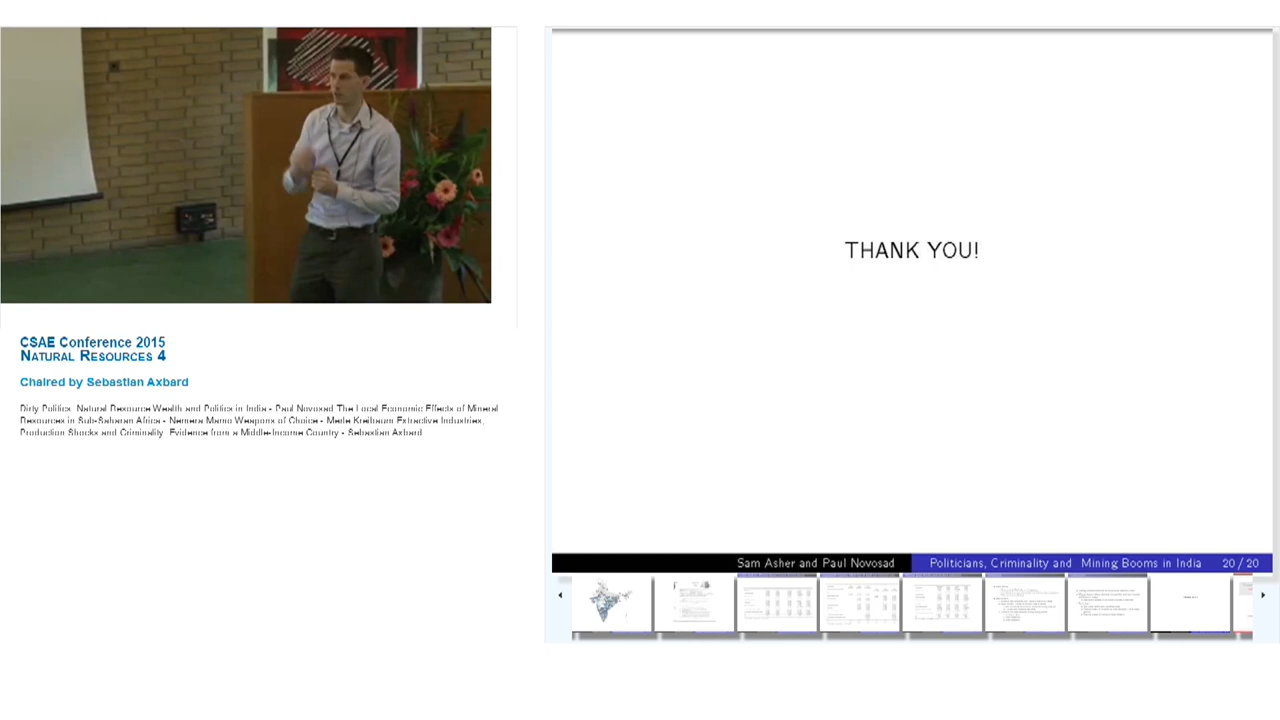 CSAE Conference 2015
NATURAL RESOURCES 4
Chaired by Sebastian Axbard
Dirty Politics Natural Resource Wealth and Politics in India - Paul Novosad The Local Economic Effects of Mineral
Resources in Sub-Saharan Africa - Nemera Mamo Weapons of Choice - Merle Kreibaum Extractive Industries,
Production Shocks and Criminality Evidence from a Middle-Income Country - Sebastian Axbard
THANK YOU!
Sam Asher and Paul Novosad
Politicians, Criminality and Mining Booms in India
20 / 20